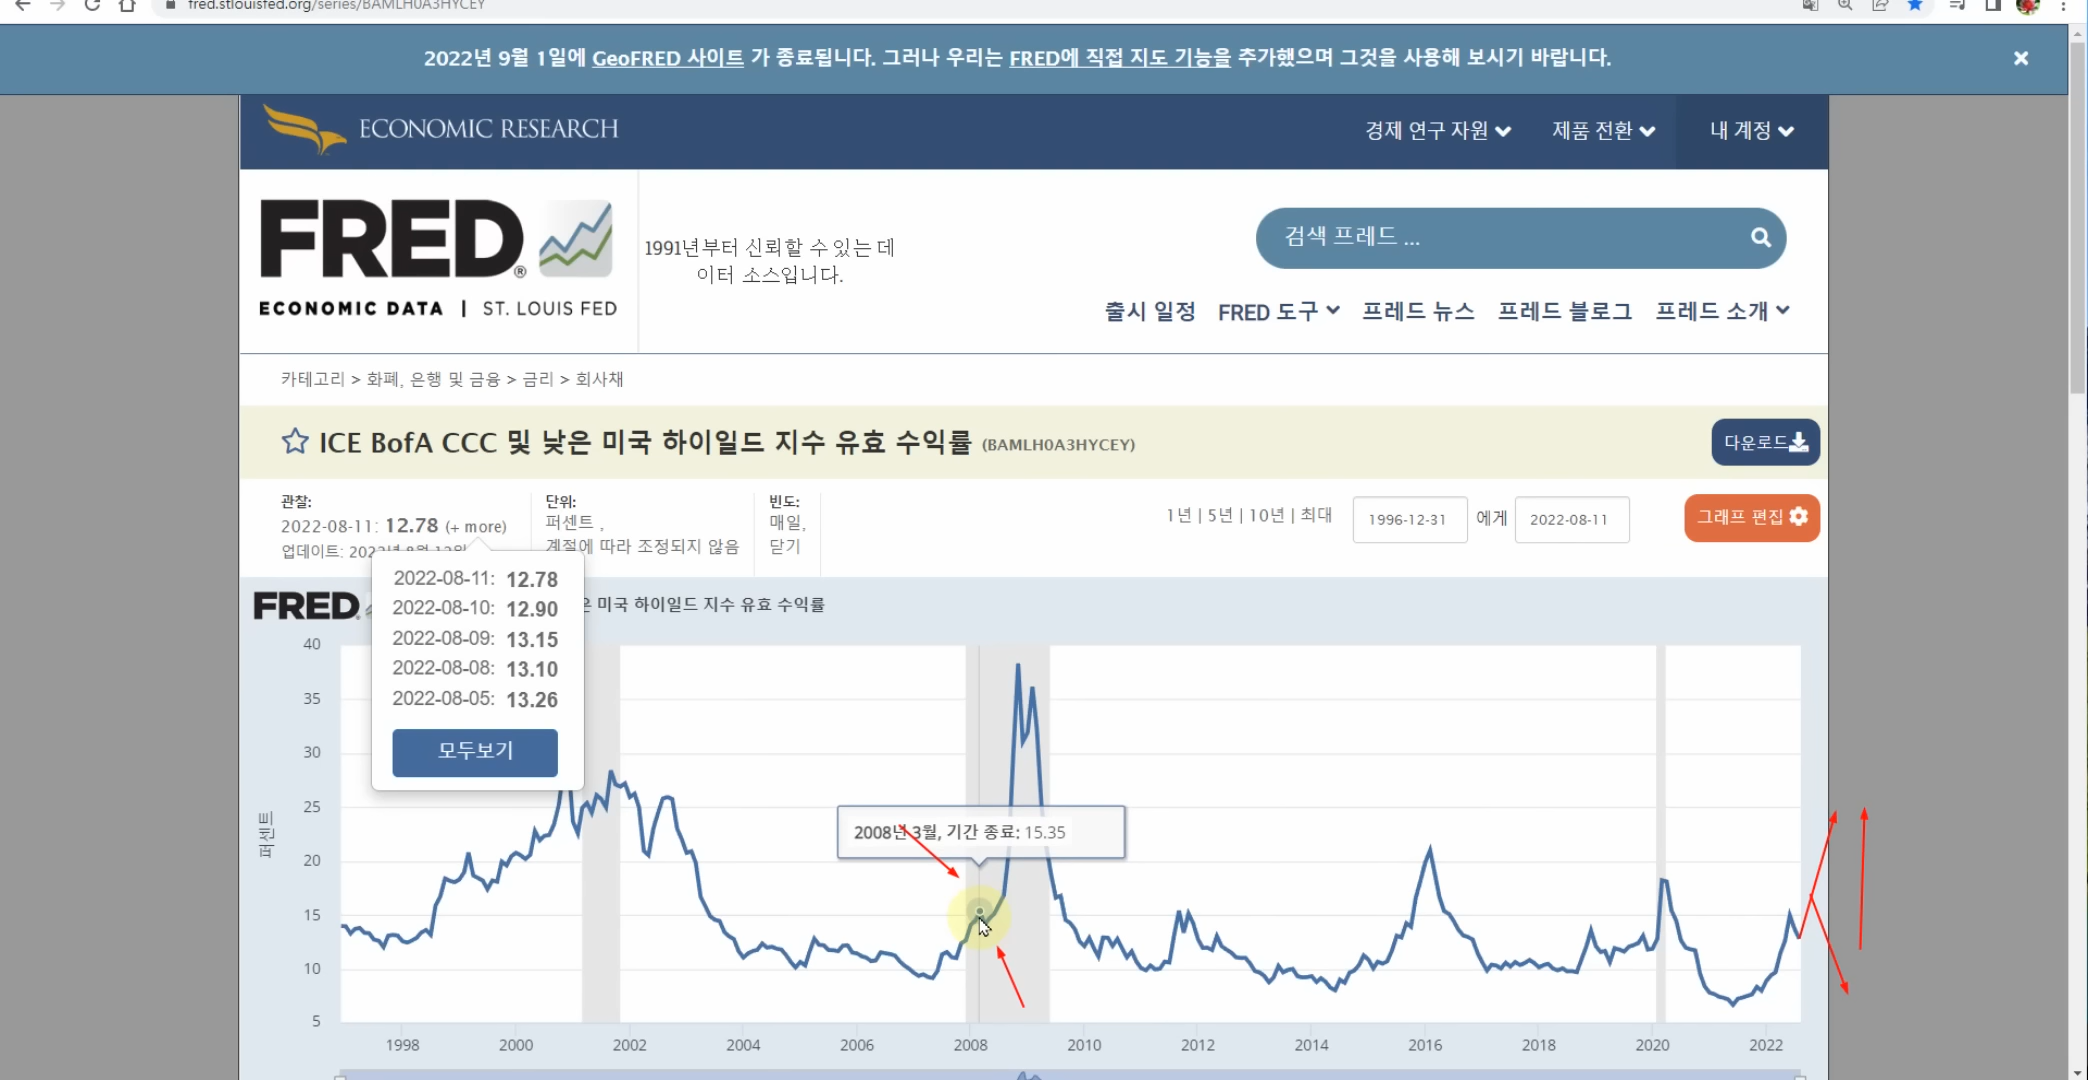 fred.stlouisfed.org/series/BAMLH0A3HYCEY
2022년 9월 1일에 GeoFRED 사이트 가 종료됩니다. 그러나 우리는 FRED에 직접 지도 기능을 추가했으며 그것을 사용해 보시기 바랍니다.
ECONOMIC RESEARCH
경제 연구 자원
제품 전환
내 계정
FRED®
ECONOMIC DATA | ST. LOUIS FED
1991년부터 신뢰할 수 있는 데
이터 소스입니다.
검색 프레드 ...
출시 일정 FRED 도구 프레드 뉴스 프레드 블로그 프레드 소개
카테고리 > 화폐, 은행 및 금융 > 금리 > 회사채
ICE BofA CCC 및 낮은 미국 하이일드 지수 유효 수익률 (BAMLH0A3HYCEY)
다운로드
관찰:
2022-08-11: 12.78 (+ more)
업데이트:
단위:
퍼센트 ,
계절에 따라 조정되지 않음
빈도:
매일,
닫기
1년 | 5년 | 10년 | 최대
1996-12-31 에게 2022-08-11
그래프 편집
2022-08-11: 12.78
2022-08-10: 12.90
2022-08-09: 13.15
2022-08-08: 13.10
2022-08-05: 13.26
모두보기
FRED
미국 하이일드 지수 유효 수익률
퍼센트
40
35
30
25
20
15
10
5
2008년 3월, 기간 종료: 15.35
1998 2000 2002 2004 2006 2008 2010 2012 2014 2016 2018 2020 2022